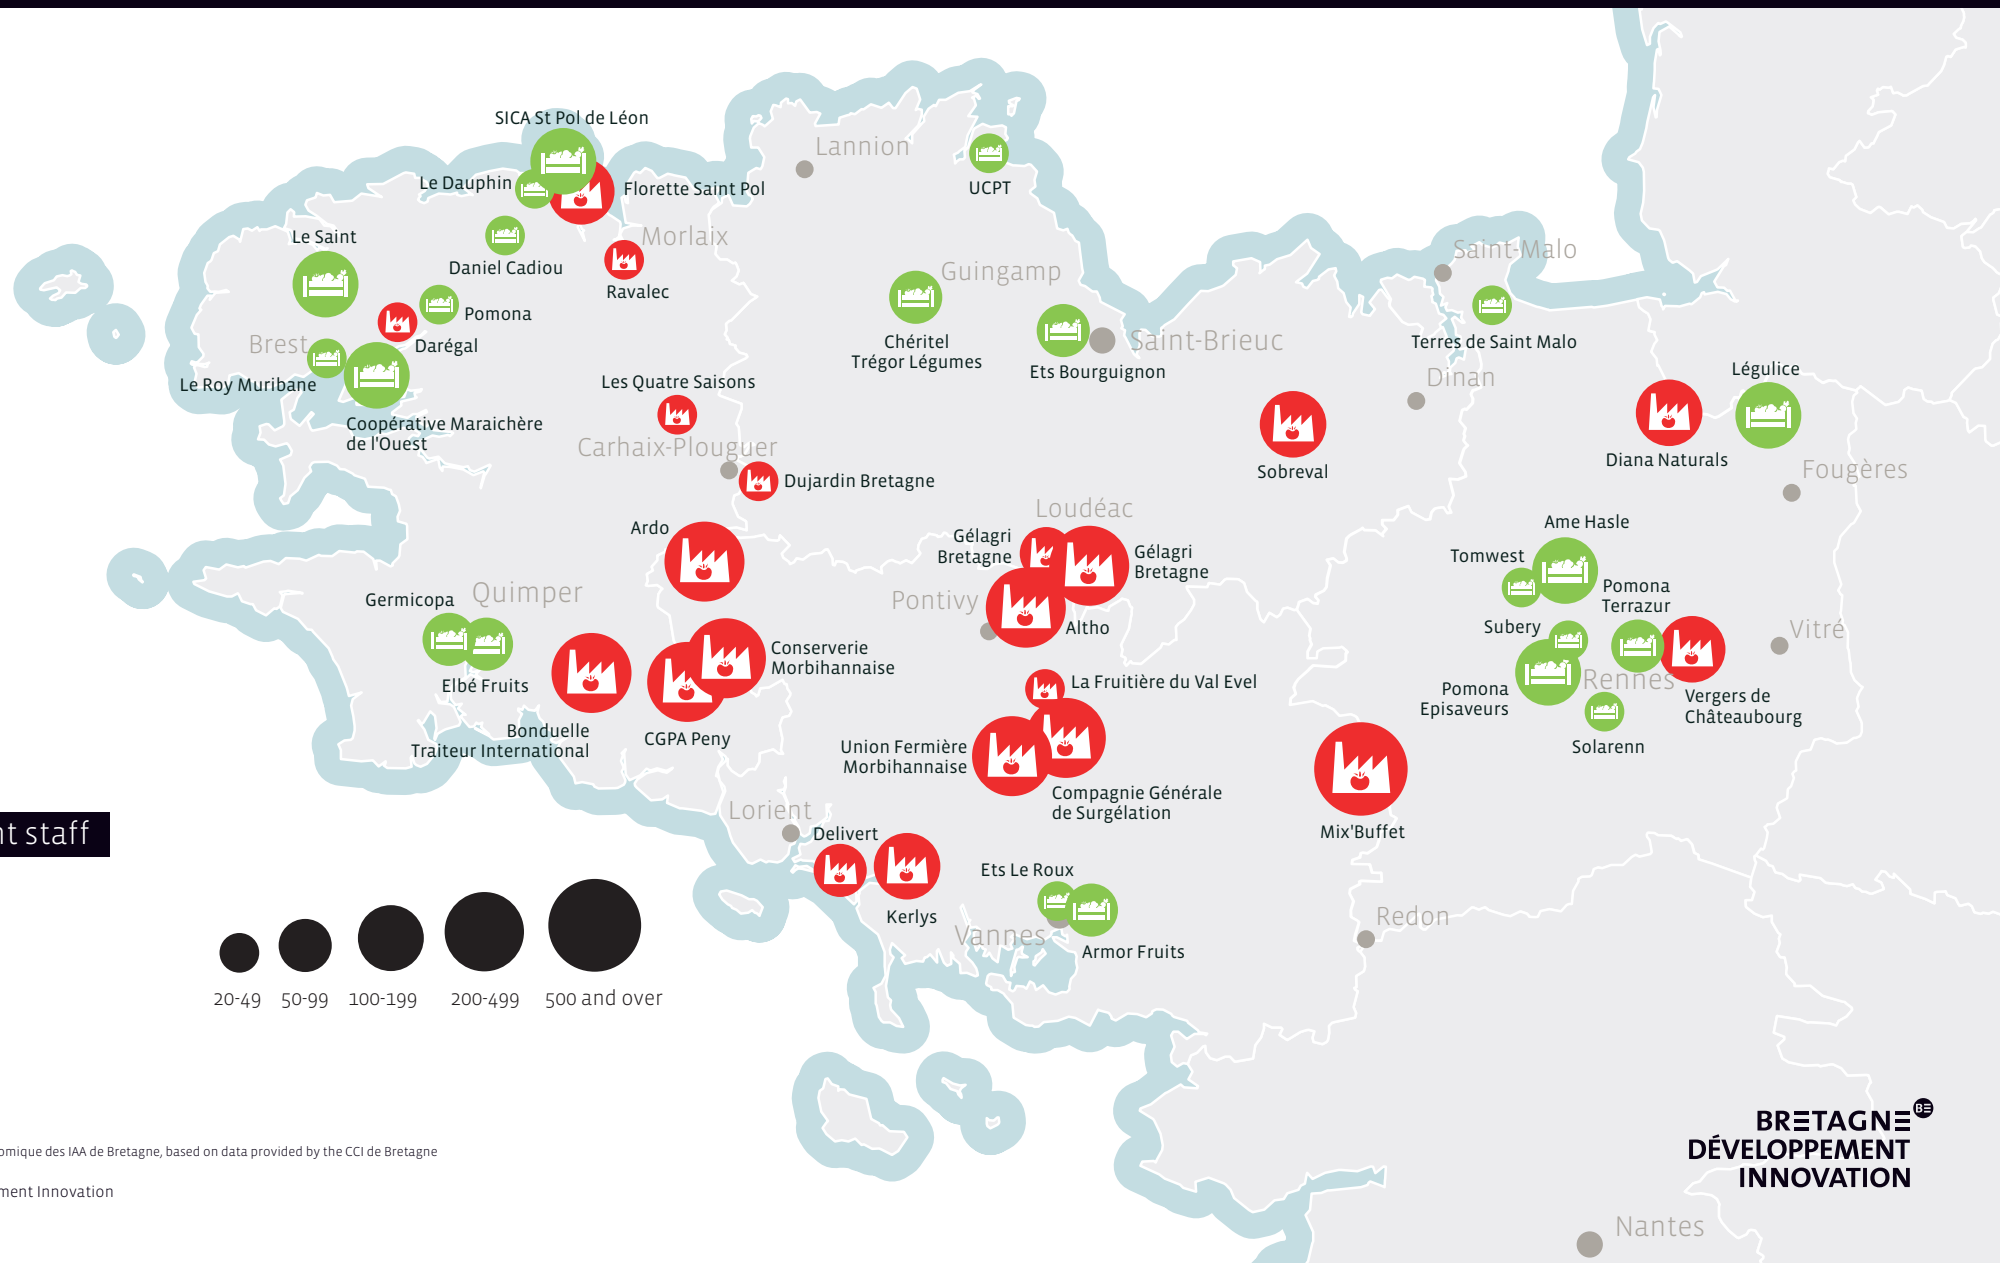 SICA St Pol de Léon
Lannion
Le Dauphin
Florette Saint Pol
UCPT
Le Saint
Morlaix
Saint-Malo
Daniel Cadiou
Guingamp
Ravalec
Pomona
Brest
Darégal
Chéritel
Trégor Légumes
Saint-Brieuc
Terres de Saint Malo
Le Roy Muribane
Les Quatre Saisons
Ets Bourguignon
Dinan
Légulice
Coopérative Maraichère
de l'Ouest
Carhaix-Plouguer
Sobreval
Diana Naturals
Fougères
Dujardin Bretagne
Loudéac
Ardo
Gélagri
Bretagne
Gélagri
Bretagne
Ame Hasle
Tomwest
Germicopa
Quimper
Pontivy
Pomona
Terrazur
Altho
Subery
Vitré
Conserverie
Morbihannaise
Elbé Fruits
La Fruitière du Val Evel
Rennes
Pomona
Episaveurs
Vergers de
Châteaubourg
Bonduelle
Traiteur International
CGPA Peny
Union Fermière
Morbihannaise
Solarenn
Compagnie Générale
de Surgélation
Lorient
Delivert
Mix'Buffet
nt staff
Ets Le Roux
Kerlys
Vannes
Redon
Armor Fruits
20-49 50-99 100-199 200-499 500 and over
omique des IAA de Bretagne, based on data provided by the CCI de Bretagne
ment Innovation
BRETAGNE BE
DÉVELOPPEMENT
INNOVATION
Nantes